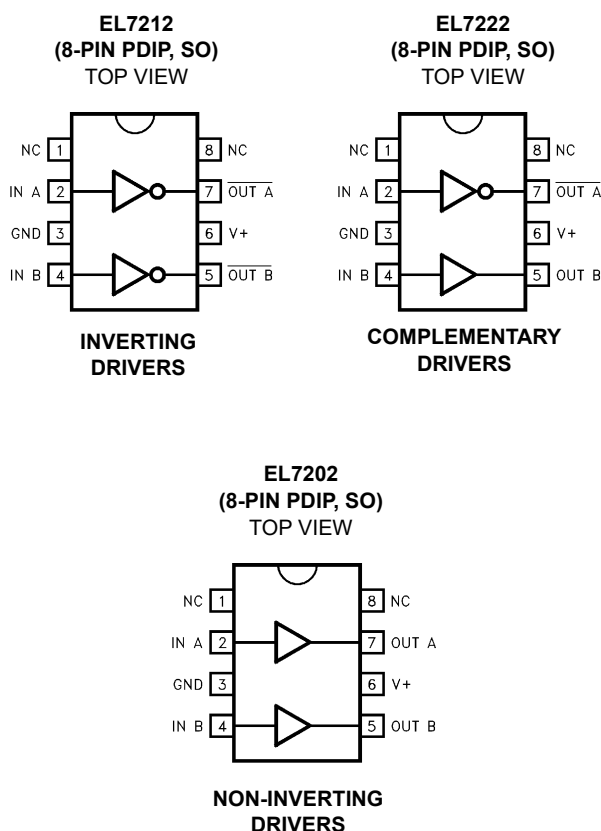 EL7212
(8-PIN PDIP, SO)
TOP VIEW
NC 1 8 NC
IN A 2 7 OUT A
GND 3 6 V+
IN B 4 5 OUT B
INVERTING
DRIVERS
EL7222
(8-PIN PDIP, SO)
TOP VIEW
NC 1 8 NC
IN A 2 7 OUT A
GND 3 6 V+
IN B 4 5 OUT B
COMPLEMENTARY
DRIVERS
EL7202
(8-PIN PDIP, SO)
TOP VIEW
NC 1 8 NC
IN A 2 7 OUT A
GND 3 6 V+
IN B 4 5 OUT B
NON-INVERTING
DRIVERS